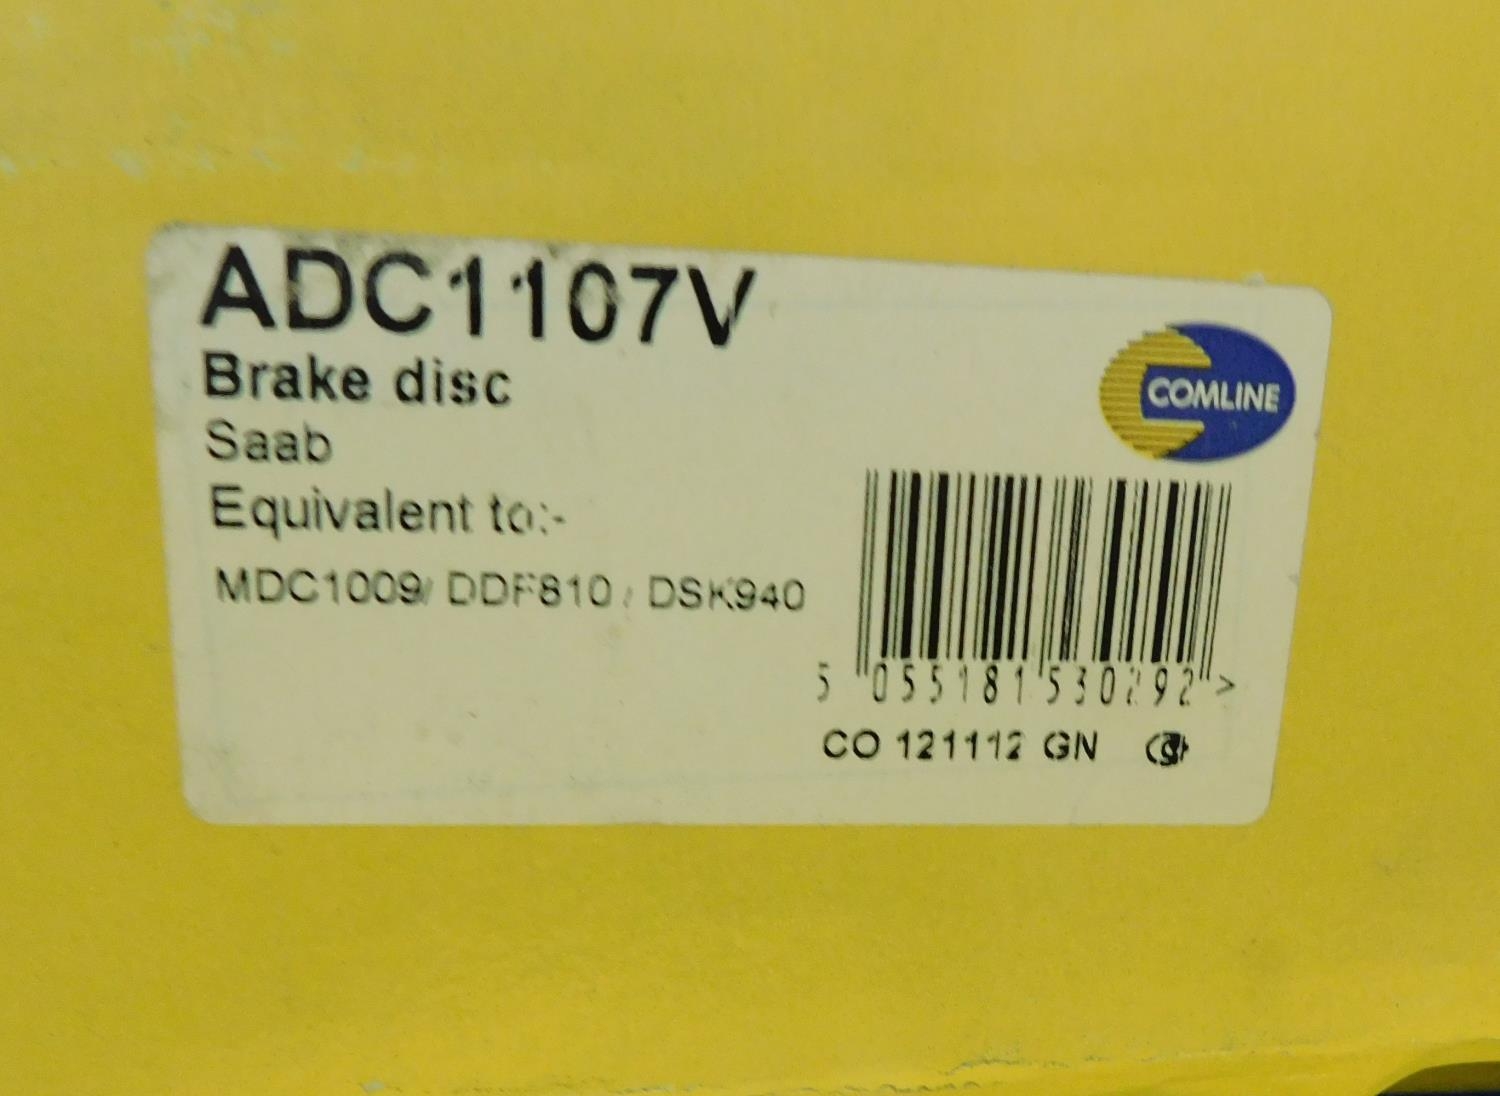 ADC1107V
Brake disc
Saab
Equivalent to:-
MDC1009/ DDF810 / DSK940
COMLINE
5 055181 530292 >
CO 121112 GN